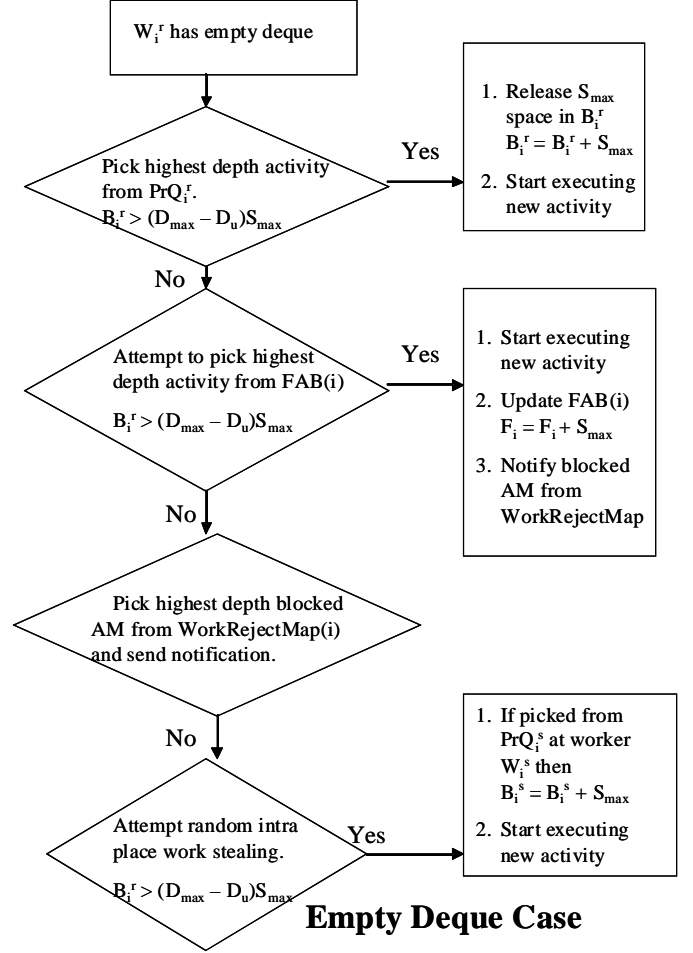 Wᵢʳ has empty deque
Pick highest depth activity
from PrQᵢʳ.
Bᵢʳ > (Dₘₐₓ – Dᵤ)Sₘₐₓ
Yes
1. Release Sₘₐₓ
space in Bᵢʳ
Bᵢʳ = Bᵢʳ + Sₘₐₓ
2. Start executing
new activity
No
Attempt to pick highest
depth activity from FAB(i)
Bᵢʳ > (Dₘₐₓ – Dᵤ)Sₘₐₓ
Yes
1. Start executing
new activity
2. Update FAB(i)
Fᵢ = Fᵢ + Sₘₐₓ
3. Notify blocked
AM from
WorkRejectMap
No
Pick highest depth blocked
AM from WorkRejectMap(i)
and send notification.
No
Attempt random intra
place work stealing.
Bᵢʳ > (Dₘₐₓ – Dᵤ)Sₘₐₓ
Yes
1. If picked from
PrQᵢˢ at worker
Wᵢˢ then
Bᵢˢ = Bᵢˢ + Sₘₐₓ
2. Start executing
new activity
Empty Deque Case